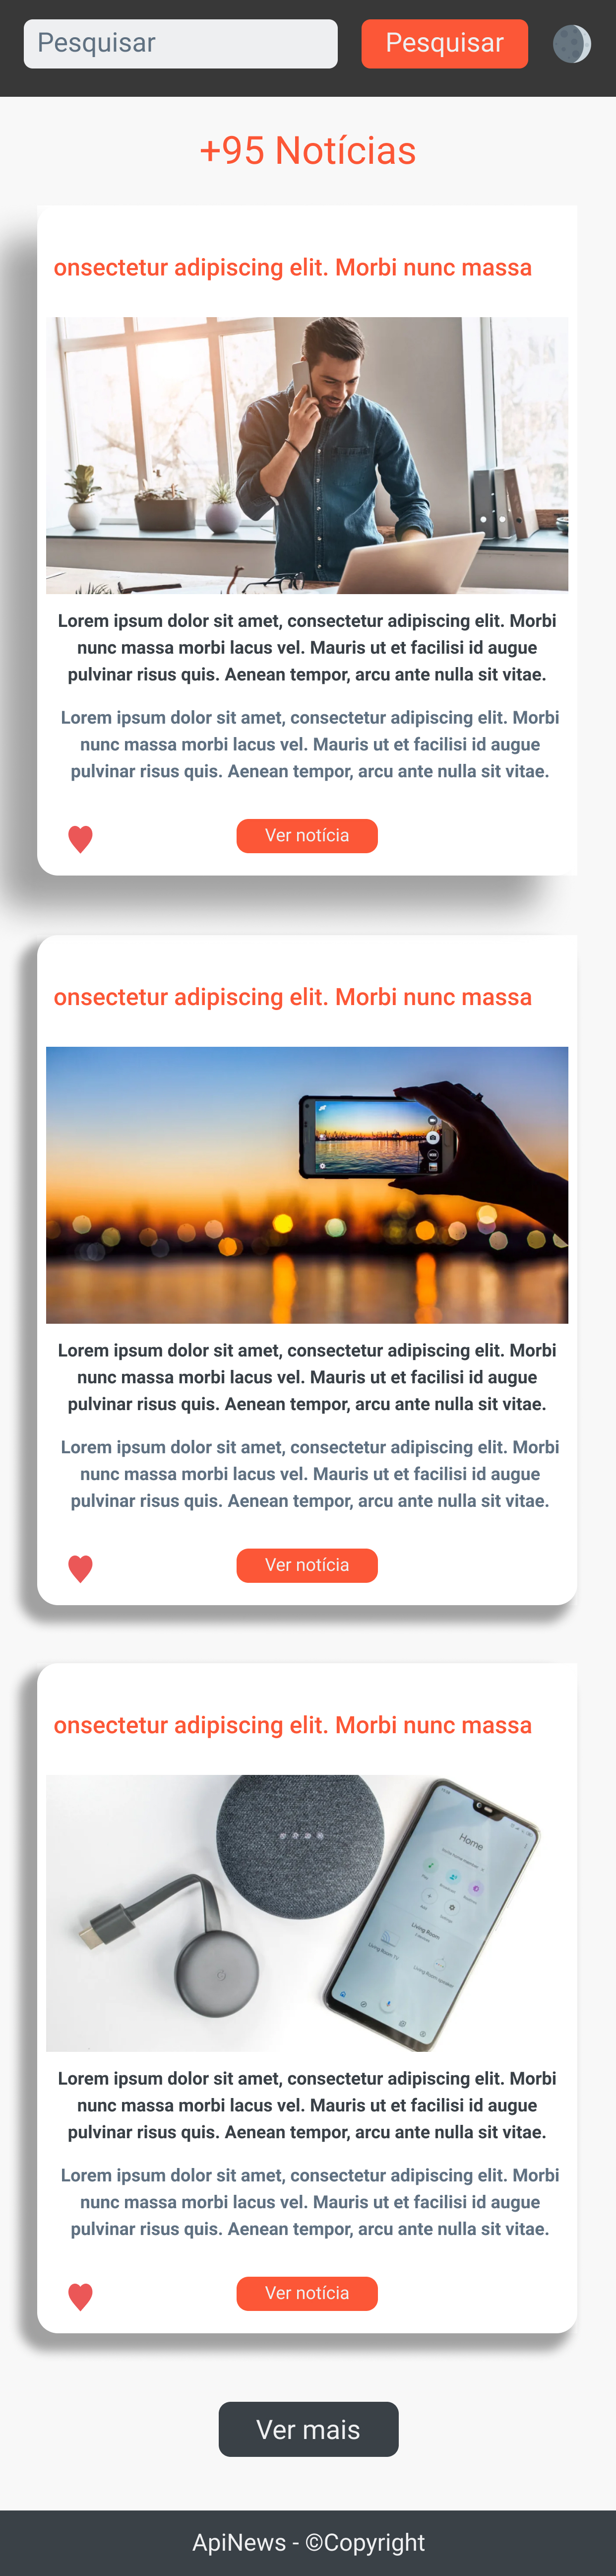 Pesquisar
Pesquisar
+95 Notícias
onsectetur adipiscing elit. Morbi nunc massa
Lorem ipsum dolor sit amet, consectetur adipiscing elit. Morbi
nunc massa morbi lacus vel. Mauris ut et facilisi id augue
pulvinar risus quis. Aenean tempor, arcu ante nulla sit vitae.
Lorem ipsum dolor sit amet, consectetur adipiscing elit. Morbi
nunc massa morbi lacus vel. Mauris ut et facilisi id augue
pulvinar risus quis. Aenean tempor, arcu ante nulla sit vitae.
Ver notícia
onsectetur adipiscing elit. Morbi nunc massa
Lorem ipsum dolor sit amet, consectetur adipiscing elit. Morbi
nunc massa morbi lacus vel. Mauris ut et facilisi id augue
pulvinar risus quis. Aenean tempor, arcu ante nulla sit vitae.
Lorem ipsum dolor sit amet, consectetur adipiscing elit. Morbi
nunc massa morbi lacus vel. Mauris ut et facilisi id augue
pulvinar risus quis. Aenean tempor, arcu ante nulla sit vitae.
Ver notícia
onsectetur adipiscing elit. Morbi nunc massa
Home
Living Room
Living Room TV
Living Room speaker
Lorem ipsum dolor sit amet, consectetur adipiscing elit. Morbi
nunc massa morbi lacus vel. Mauris ut et facilisi id augue
pulvinar risus quis. Aenean tempor, arcu ante nulla sit vitae.
Lorem ipsum dolor sit amet, consectetur adipiscing elit. Morbi
nunc massa morbi lacus vel. Mauris ut et facilisi id augue
pulvinar risus quis. Aenean tempor, arcu ante nulla sit vitae.
Ver notícia
Ver mais
ApiNews - ©Copyright